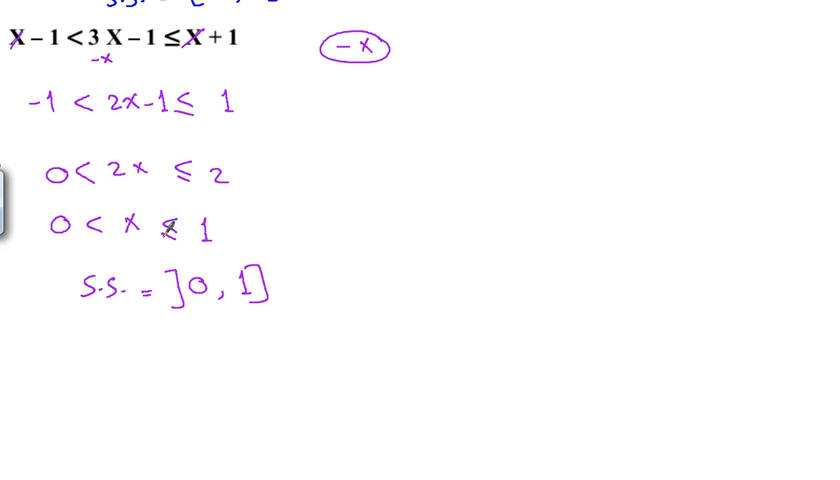 X – 1 < 3 X – 1 ≤ X + 1
-x
-x
-1 < 2x-1 ≤ 1
0 < 2x ≤ 2
0 < x ≤ 1
S.S. = ]0, 1]